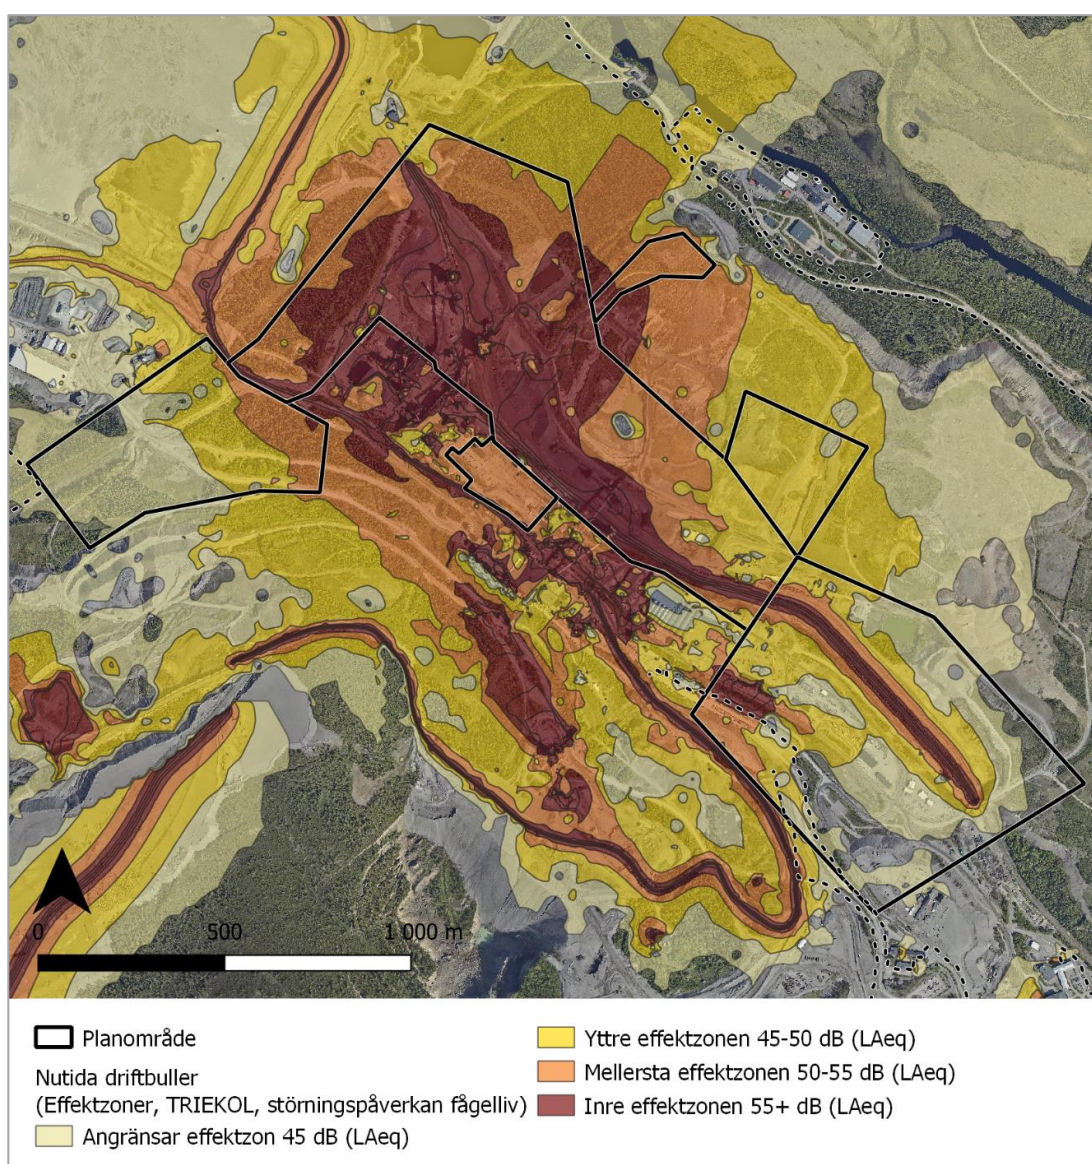 0 500 1 000 m
Planområde
Nutida driftbuller
(Effektzoner, TRIEKOL, störningspåverkan fågelliv)
Angränsar effektzon 45 dB (LAeq)
Yttre effektzonen 45-50 dB (LAeq)
Mellersta effektzonen 50-55 dB (LAeq)
Inre effektzonen 55+ dB (LAeq)